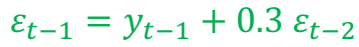 ε_{t−1} = y_{t−1} + 0.3 ε_{t−2}